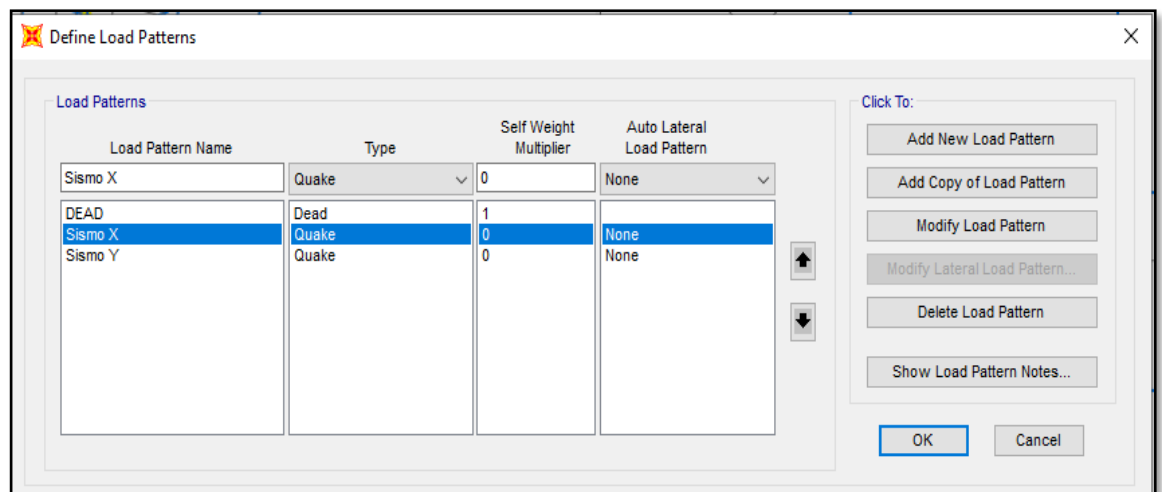 Define Load Patterns
Load Patterns
Click To:
Load Pattern Name
Type
Self Weight
Multiplier
Auto Lateral
Load Pattern
Sismo X Quake 0 None
DEAD Dead 1
Sismo X Quake 0 None
Sismo Y Quake 0 None
Add New Load Pattern
Add Copy of Load Pattern
Modify Load Pattern
Modify Lateral Load Pattern...
Delete Load Pattern
Show Load Pattern Notes...
OK
Cancel